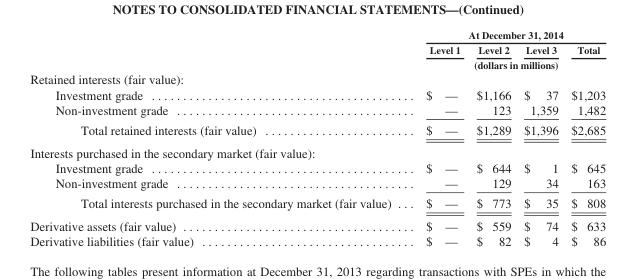 NOTES TO CONSOLIDATED FINANCIAL STATEMENTS—(Continued)
At December 31, 2014
Level 1 Level 2 Level 3 Total
(dollars in millions)
Retained interests (fair value):
Investment grade ........................................ $ — $1,166 $ 37 $1,203
Non-investment grade ..................................... — 123 1,359 1,482
Total retained interests (fair value) ....................... $ — $1,289 $1,396 $2,685
Interests purchased in the secondary market (fair value):
Investment grade ........................................ $ — $ 644 $ 1 $ 645
Non-investment grade ..................................... — 129 34 163
Total interests purchased in the secondary market (fair value) ... $ — $ 773 $ 35 $ 808
Derivative assets (fair value) ..................................... $ — $ 559 $ 74 $ 633
Derivative liabilities (fair value) .................................. $ — $ 82 $ 4 $ 86
The following tables present information at December 31, 2013 regarding transactions with SPEs in which the